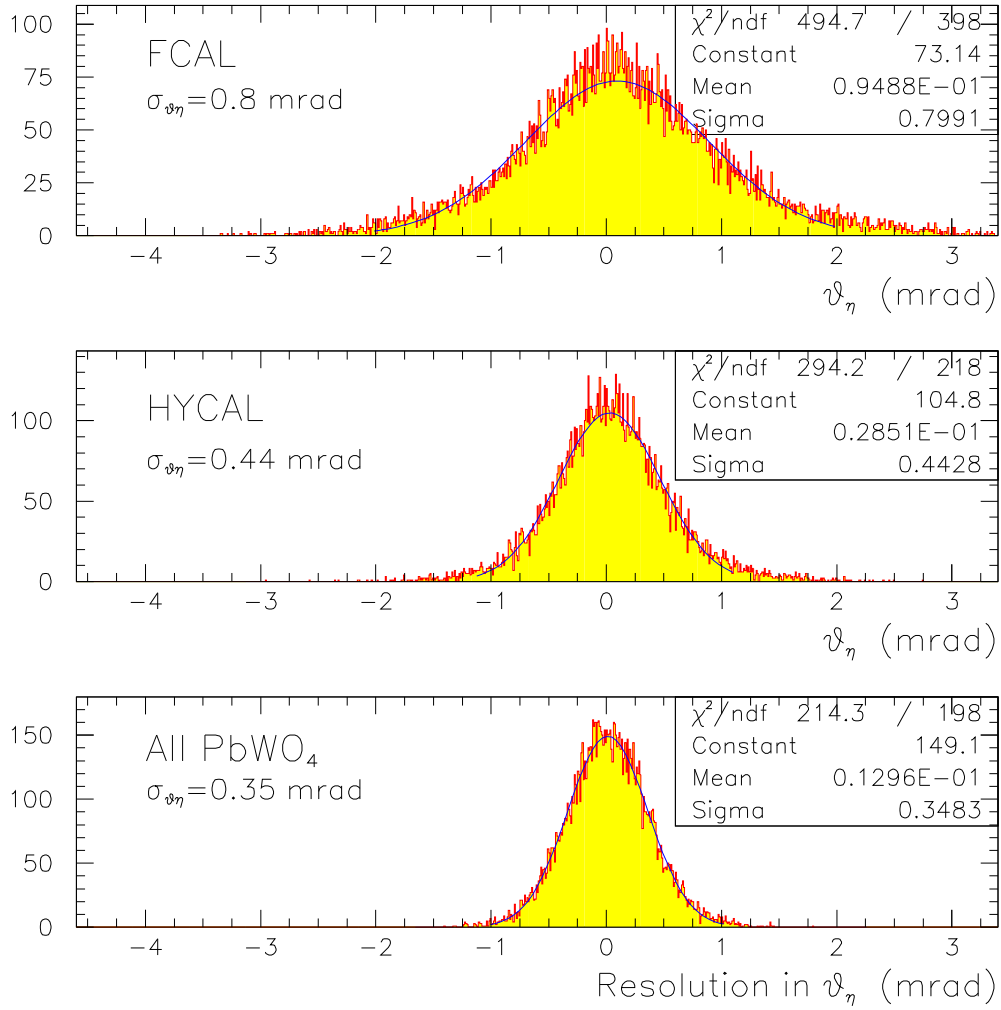 FCAL
σϑη=0.8 mrad
χ²/ndf 494.7 / 398
Constant 73.14
Mean 0.9488E−01
Sigma 0.7991
100
75
50
25
0
−4 −3 −2 −1 0 1 2 3
ϑη (mrad)
HYCAL
σϑη=0.44 mrad
χ²/ndf 294.2 / 218
Constant 104.8
Mean 0.2851E−01
Sigma 0.4428
100
50
0
−4 −3 −2 −1 0 1 2 3
ϑη (mrad)
All PbWO₄
σϑη=0.35 mrad
χ²/ndf 214.3 / 198
Constant 149.1
Mean 0.1296E−01
Sigma 0.3483
150
100
50
0
−4 −3 −2 −1 0 1 2 3
Resolution in ϑη (mrad)